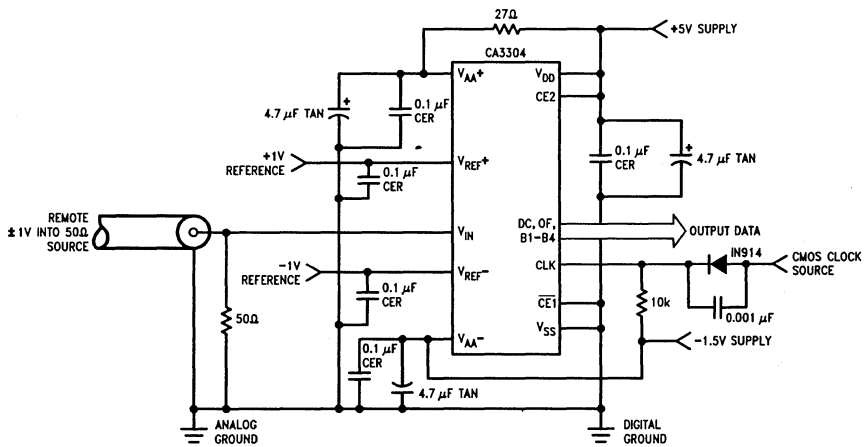 27Ω
+5V SUPPLY
CA3304
VAA+
VDD
CE2
4.7 µF TAN
+
0.1 µF
CER
0.1 µF
CER
+
4.7 µF TAN
+1V
REFERENCE
VREF+
0.1 µF
CER
REMOTE
±1V INTO 50Ω
SOURCE
VIN
DC, OF,
B1–B4
OUTPUT DATA
CLK
IN914
CMOS CLOCK
SOURCE
−1V
REFERENCE
VREF−
0.1 µF
CER
0.001 µF
10k
CE1
50Ω
VSS
−1.5V SUPPLY
VAA−
0.1 µF
CER
4.7 µF TAN
ANALOG
GROUND
DIGITAL
GROUND